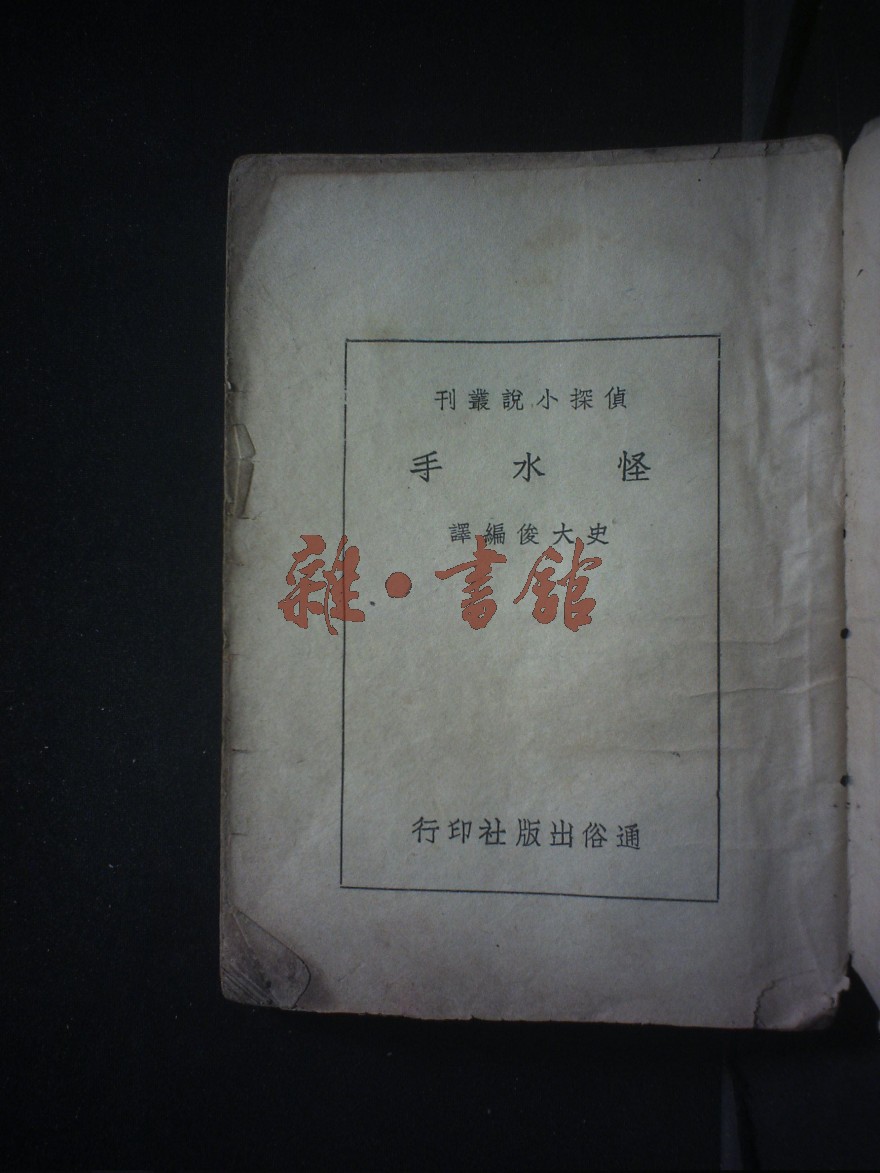 偵探小說叢刊
怪水手
史大俊編譯
雜·書舘
通俗出版社印行